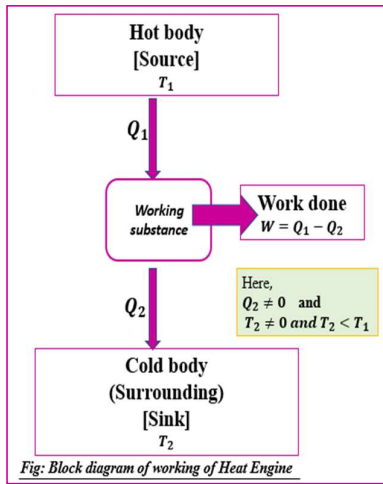 Hot body
[Source]
T₁
Q₁
Working
substance
Work done
W = Q₁ − Q₂
Q₂
Here,
Q₂ ≠ 0 and
T₂ ≠ 0 and T₂ < T₁
Cold body
(Surrounding)
[Sink]
T₂
Fig: Block diagram of working of Heat Engine